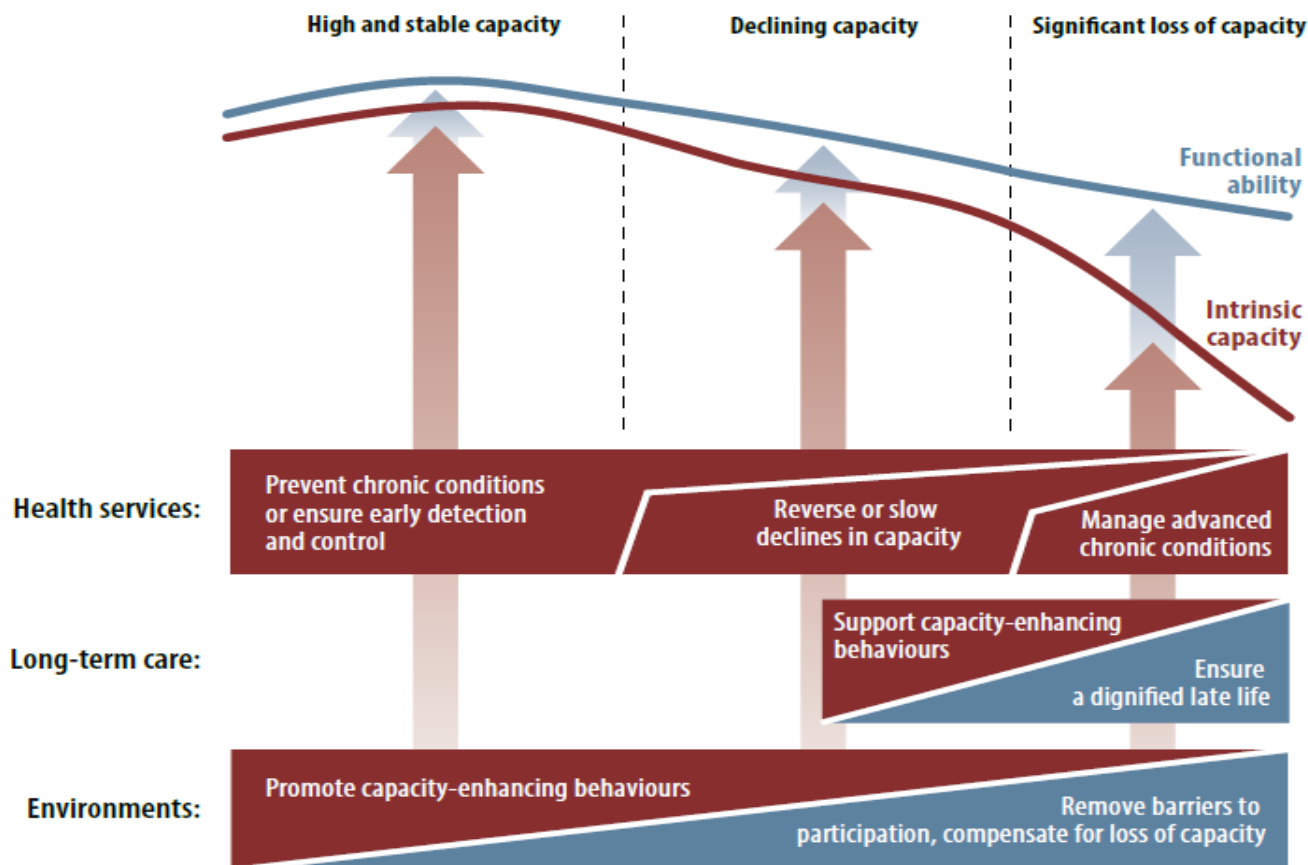 High and stable capacity
Declining capacity
Significant loss of capacity
Functional
ability
Intrinsic
capacity
Health services:
Prevent chronic conditions
or ensure early detection
and control
Reverse or slow
declines in capacity
Manage advanced
chronic conditions
Long-term care:
Support capacity-enhancing
behaviours
Ensure
a dignified late life
Environments:
Promote capacity-enhancing behaviours
Remove barriers to
participation, compensate for loss of capacity